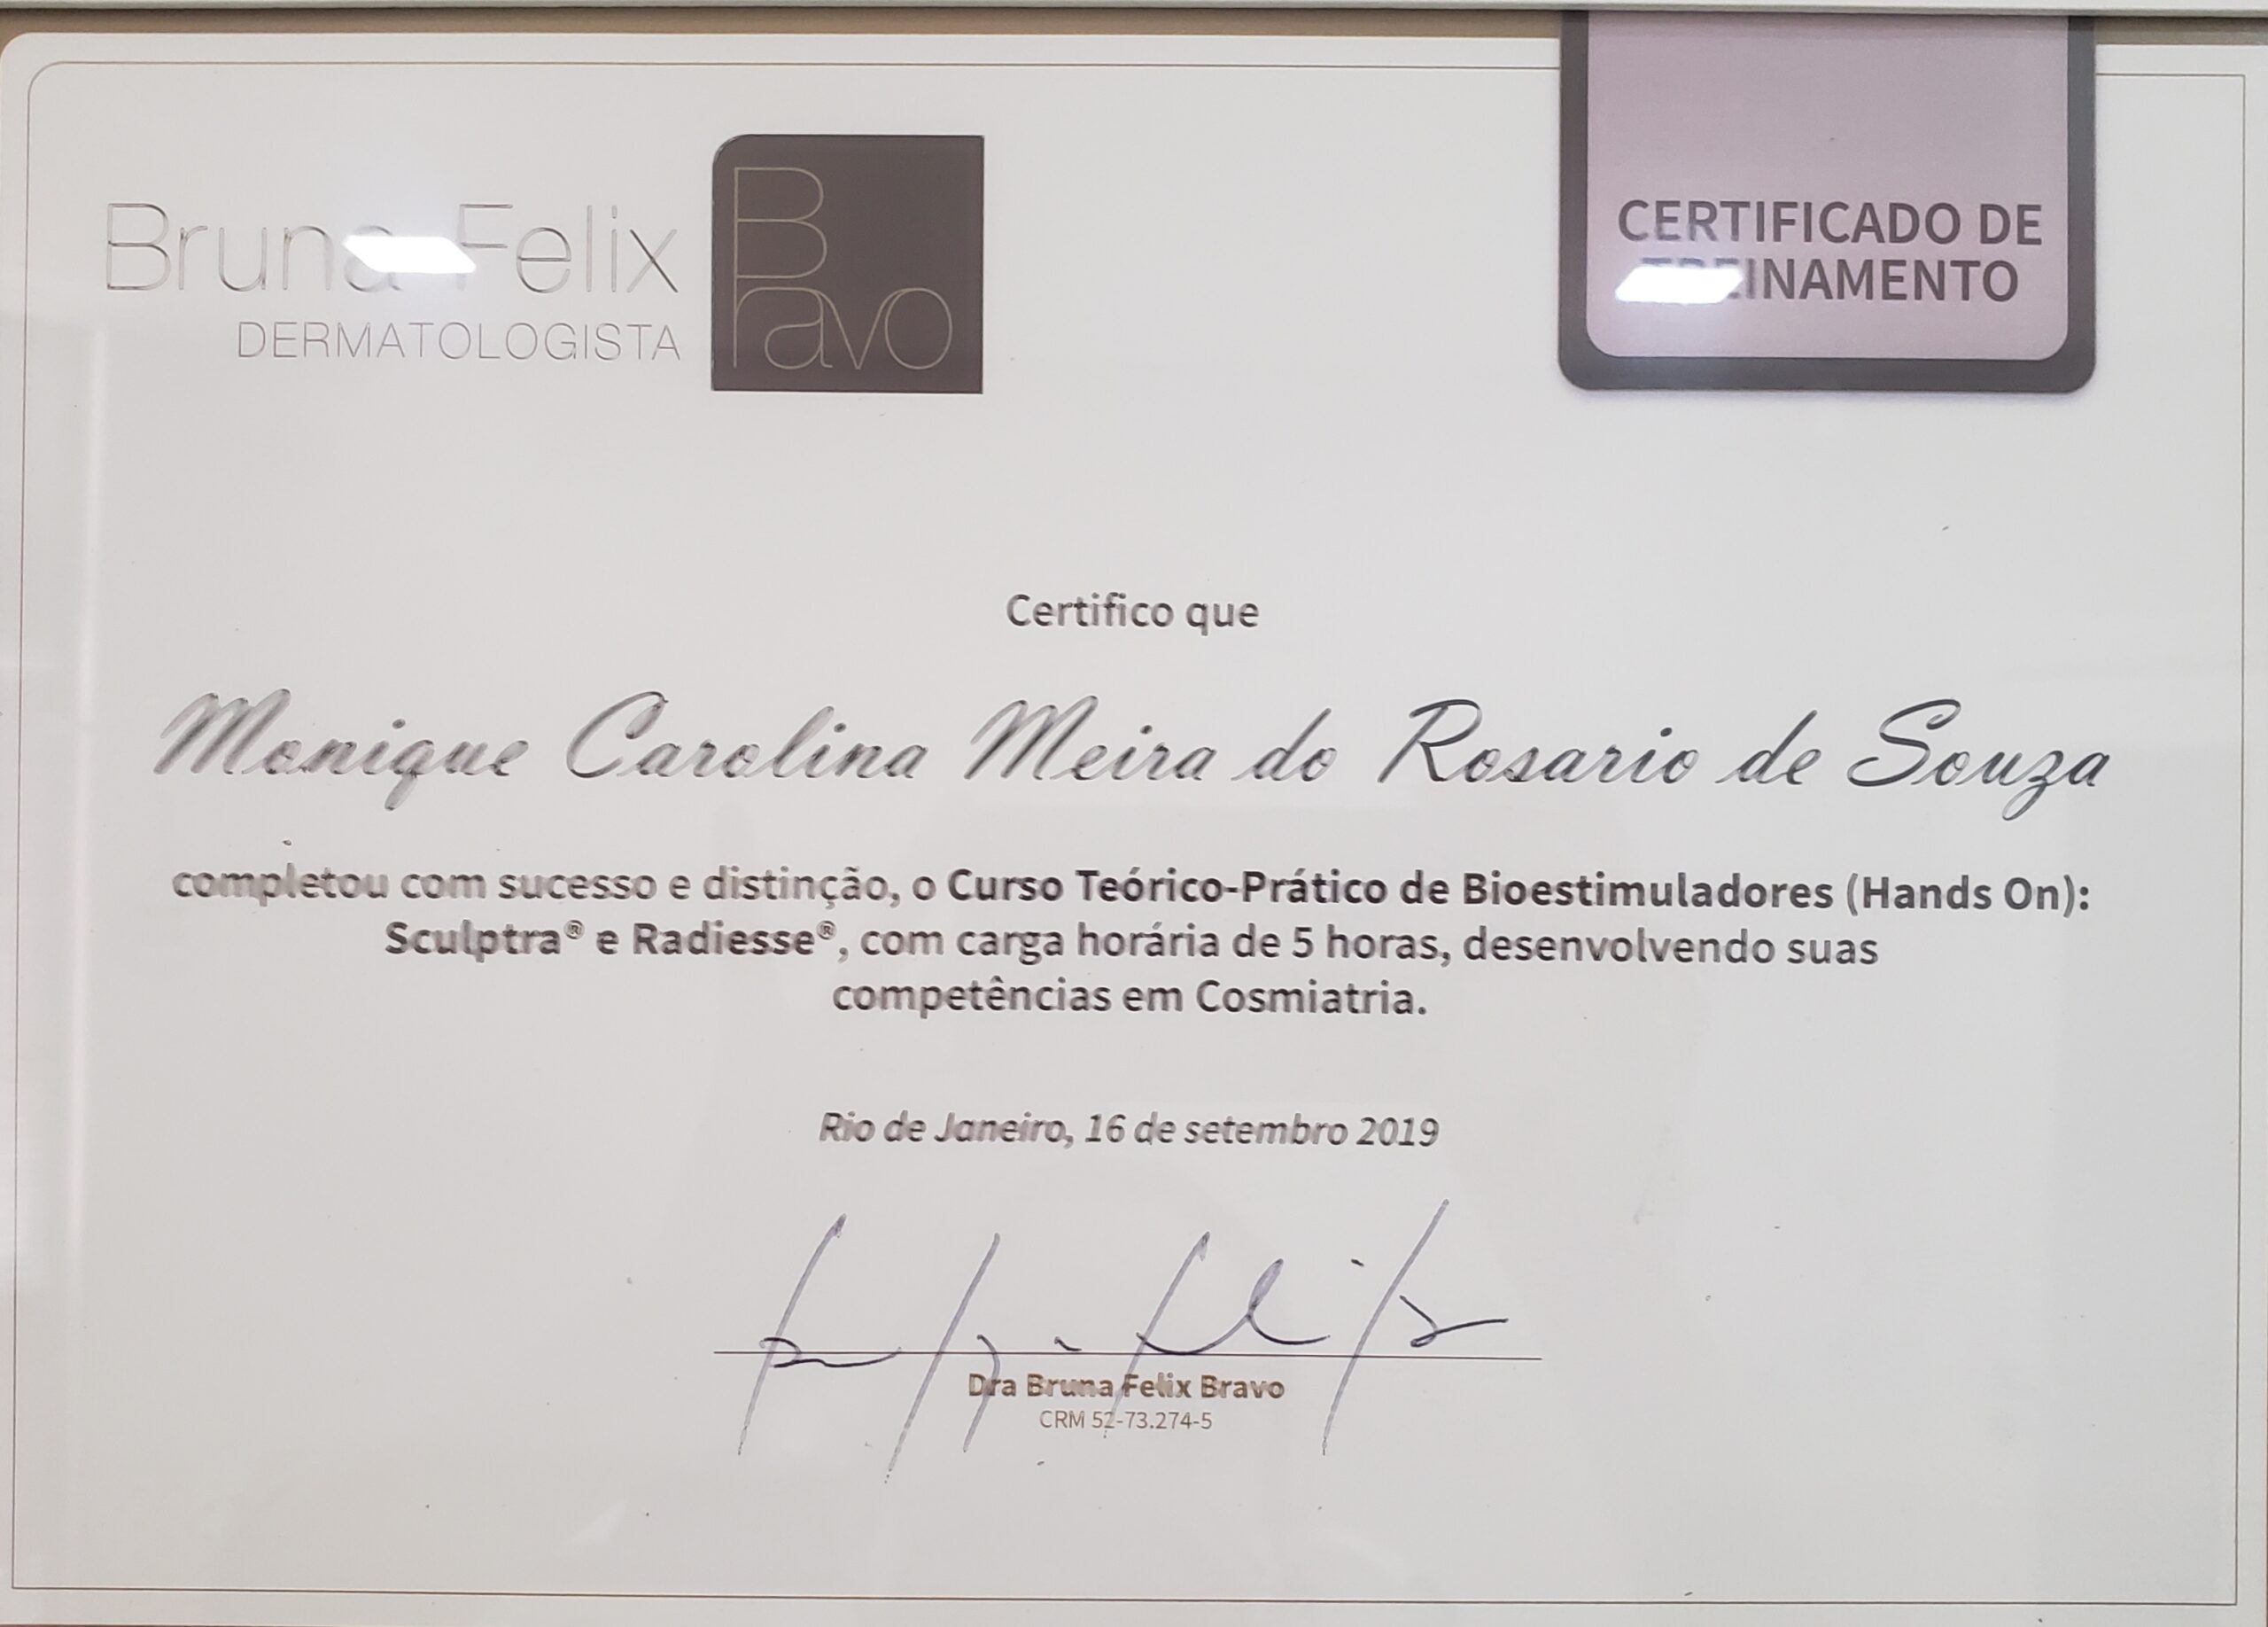 Bruna Felix
DERMATOLOGISTA
Bravo
CERTIFICADO DE
TREINAMENTO
Certifico que
Monique Carolina Meira do Rosario de Souza
completou com sucesso e distinção, o Curso Teórico-Prático de Bioestimuladores (Hands On):
Sculptra® e Radiesse®, com carga horária de 5 horas, desenvolvendo suas
competências em Cosmiatria.
Rio de Janeiro, 16 de setembro 2019
Dra Bruna Felix Bravo
CRM 52-73.274-5